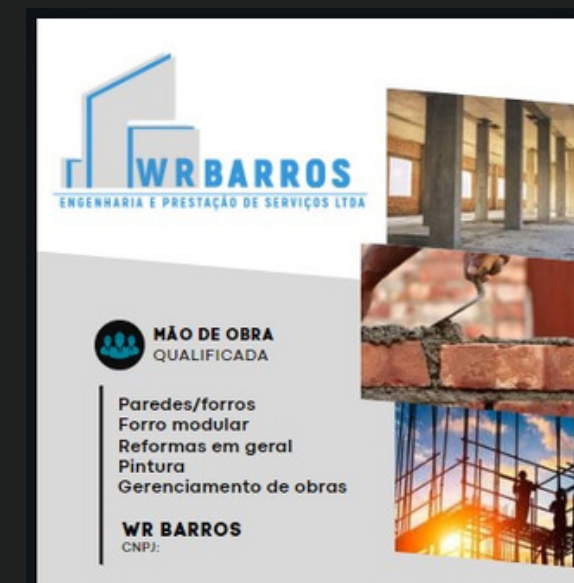 WRBARROS
ENGENHARIA E PRESTAÇÃO DE SERVIÇOS LTDA
MÃO DE OBRA
QUALIFICADA
Paredes/forros
Forro modular
Reformas em geral
Pintura
Gerenciamento de obras
WR BARROS
CNPJ: